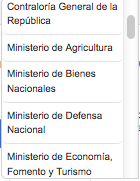 Contraloría General de la
República
Ministerio de Agricultura
Ministerio de Bienes
Nacionales
Ministerio de Defensa
Nacional
Ministerio de Economía,
Fomento y Turismo